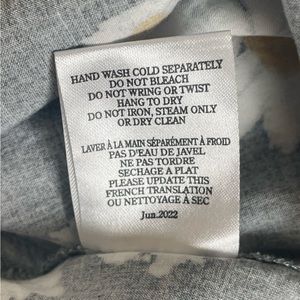 HAND WASH COLD SEPARATELY
DO NOT BLEACH
DO NOT WRING OR TWIST
HANG TO DRY
DO NOT IRON, STEAM ONLY
OR DRY CLEAN
LAVER À LA MAIN SÉPARÉMENT À FROID
PAS D'EAU DE JAVEL
NE PAS TORDRE
SECHAGE A PLAT
PLEASE UPDATE THIS
FRENCH TRANSLATION
OU NETTOYAGE À SEC
Jun.2022